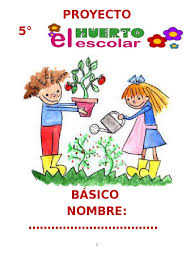 PROYECTO
5°
el HUERTO
escolar
BÁSICO
NOMBRE:
..................................